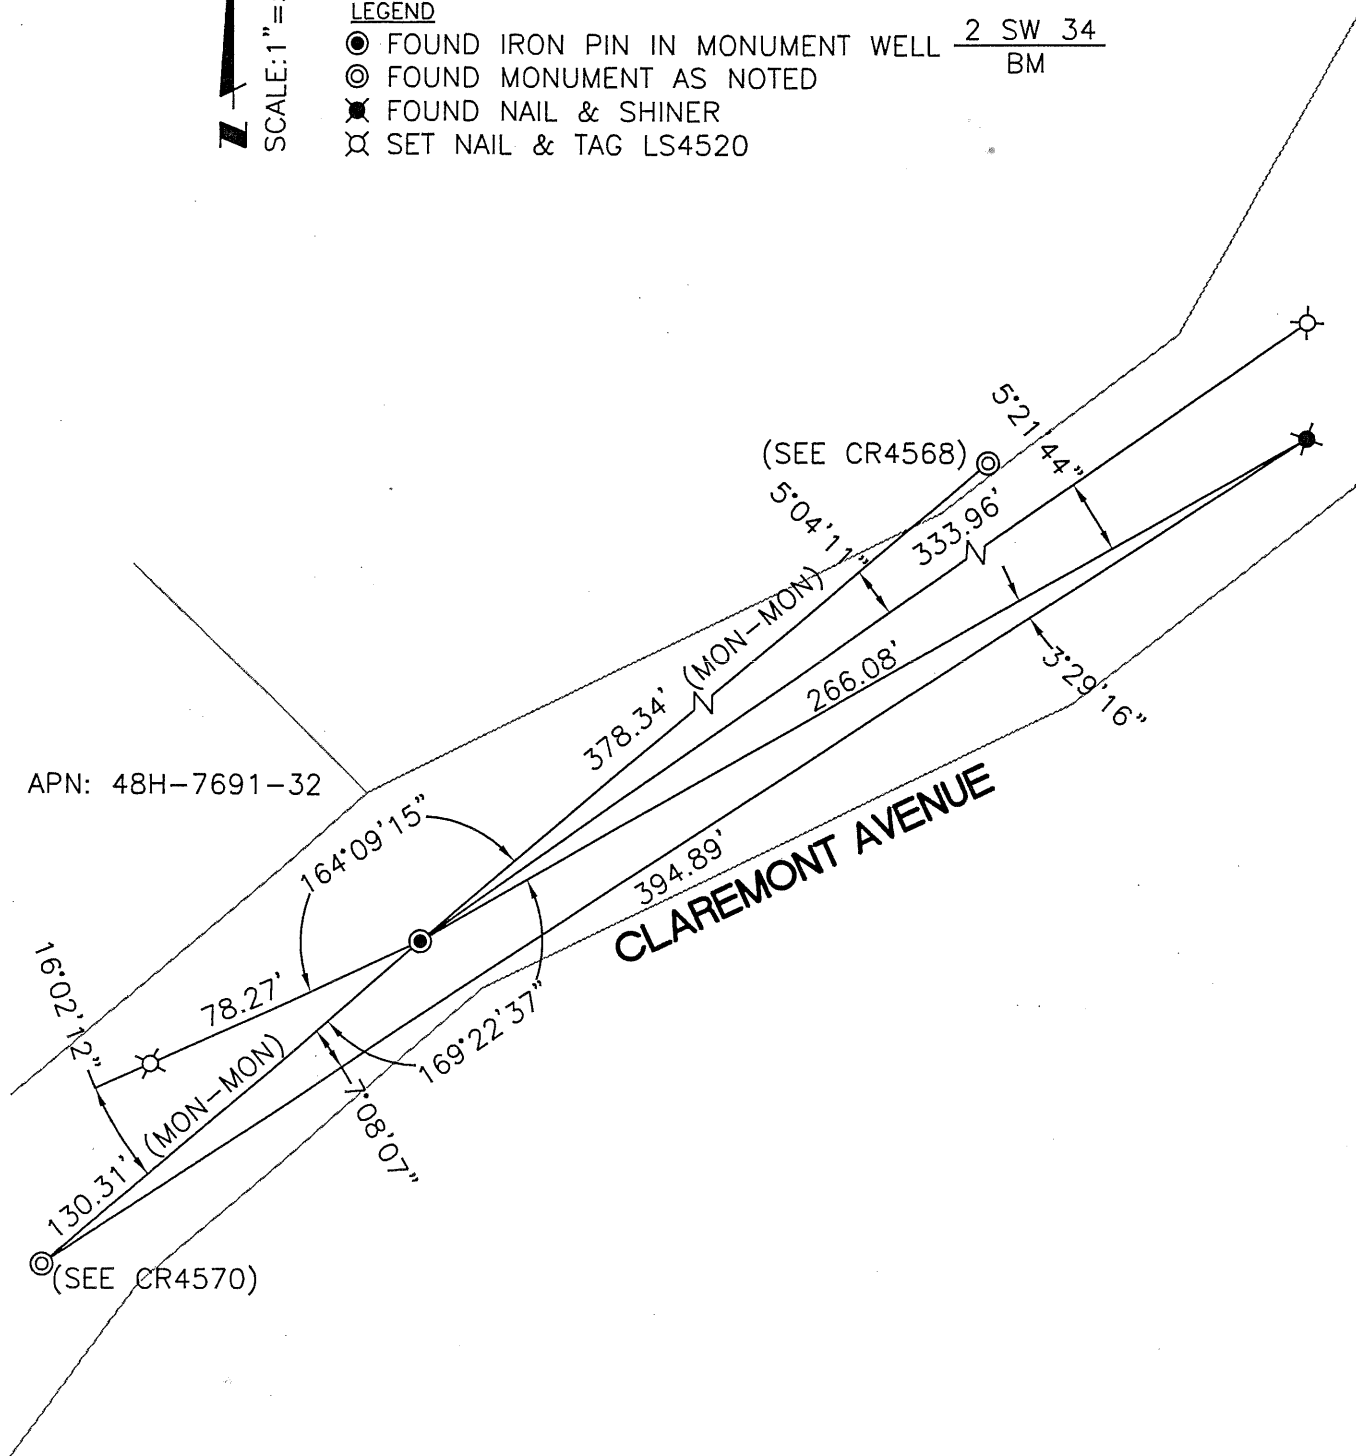 LEGEND
FOUND IRON PIN IN MONUMENT WELL
2 SW 34
BM
FOUND MONUMENT AS NOTED
FOUND NAIL & SHINER
SET NAIL & TAG LS4520
SCALE: 1"=
(SEE CR4568)
5°21'44"
5°04'11"
333.96'
378.34' (MON-MON)
266.08'
3°29'16"
APN: 48H-7691-32
164°09'15"
394.89'
CLAREMONT AVENUE
16°02'12"
78.27'
169°22'37"
130.31' (MON-MON)
7°08'07"
(SEE CR4570)